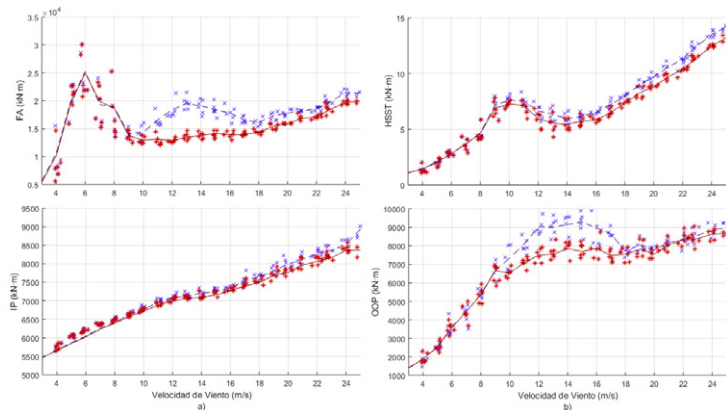 × 10⁴
3.5
3
2.5
2
1.5
1
0.5
FA (kN·m)
4 6 8 10 12 14 16 18 20 22 24
15
10
5
0
HSST (kN·m)
4 6 8 10 12 14 16 18 20 22 24
9500
9000
8500
8000
7500
7000
6500
6000
5500
5000
IP (kN·m)
4 6 8 10 12 14 16 18 20 22 24
Velocidad de Viento (m/s)
a)
10000
9000
8000
7000
6000
5000
4000
3000
2000
1000
OOP (kN·m)
4 6 8 10 12 14 16 18 20 22 24
Velocidad de Viento (m/s)
b)